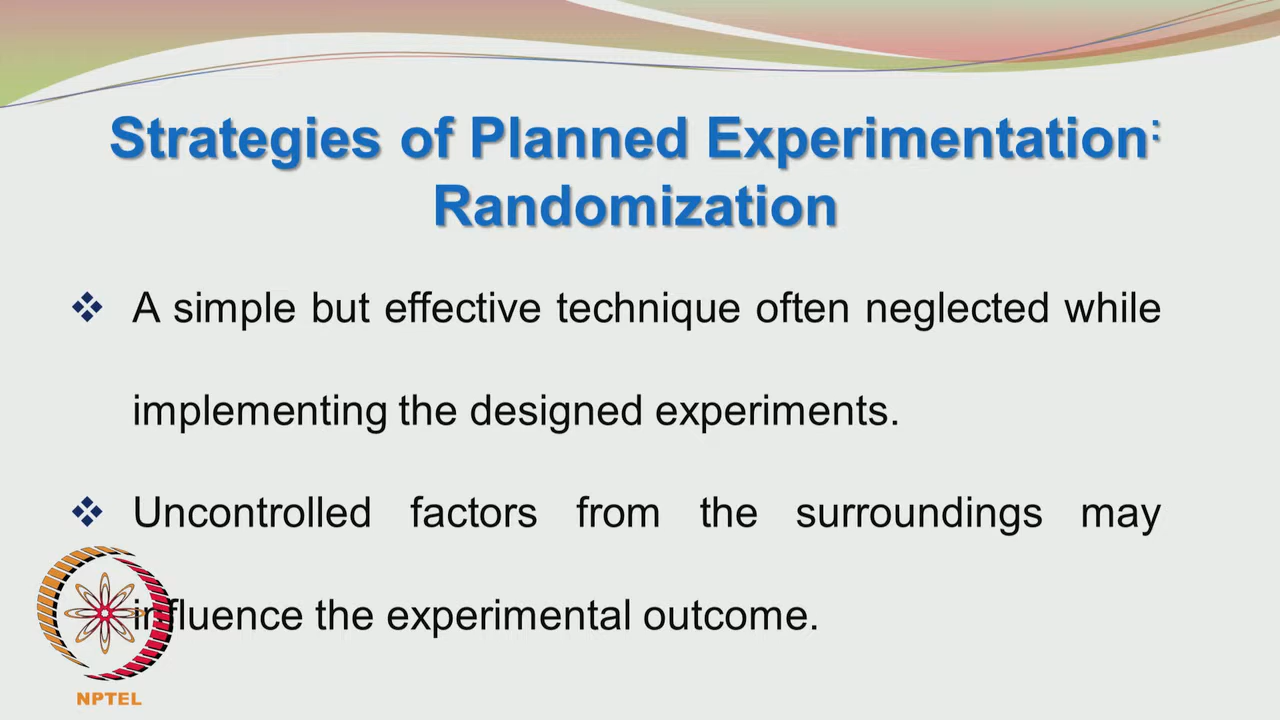 Strategies of Planned Experimentation:
Randomization
❖ A simple but effective technique often neglected while
implementing the designed experiments.
❖ Uncontrolled factors from the surroundings may
influence the experimental outcome.
NPTEL